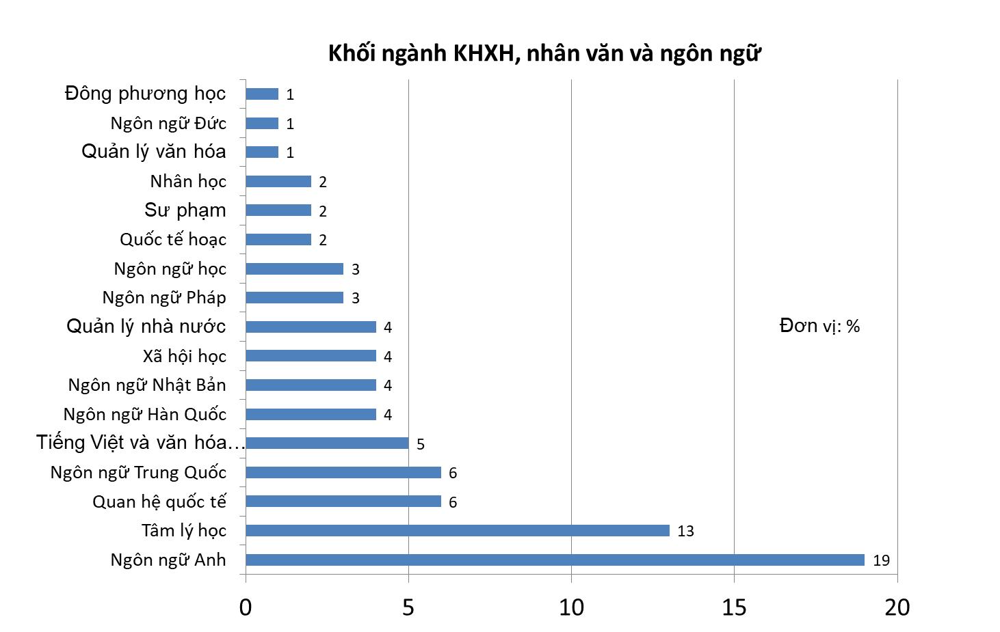 Khối ngành KHXH, nhân văn và ngôn ngữ
Đông phương học 1
Ngôn ngữ Đức 1
Quản lý văn hóa 1
Nhân học 2
Sư phạm 2
Quốc tế hoạc 2
Ngôn ngữ học 3
Ngôn ngữ Pháp 3
Quản lý nhà nước 4
Đơn vị: %
Xã hội học 4
Ngôn ngữ Nhật Bản 4
Ngôn ngữ Hàn Quốc 4
Tiếng Việt và văn hóa… 5
Ngôn ngữ Trung Quốc 6
Quan hệ quốc tế 6
Tâm lý học 13
Ngôn ngữ Anh 19
0 5 10 15 20